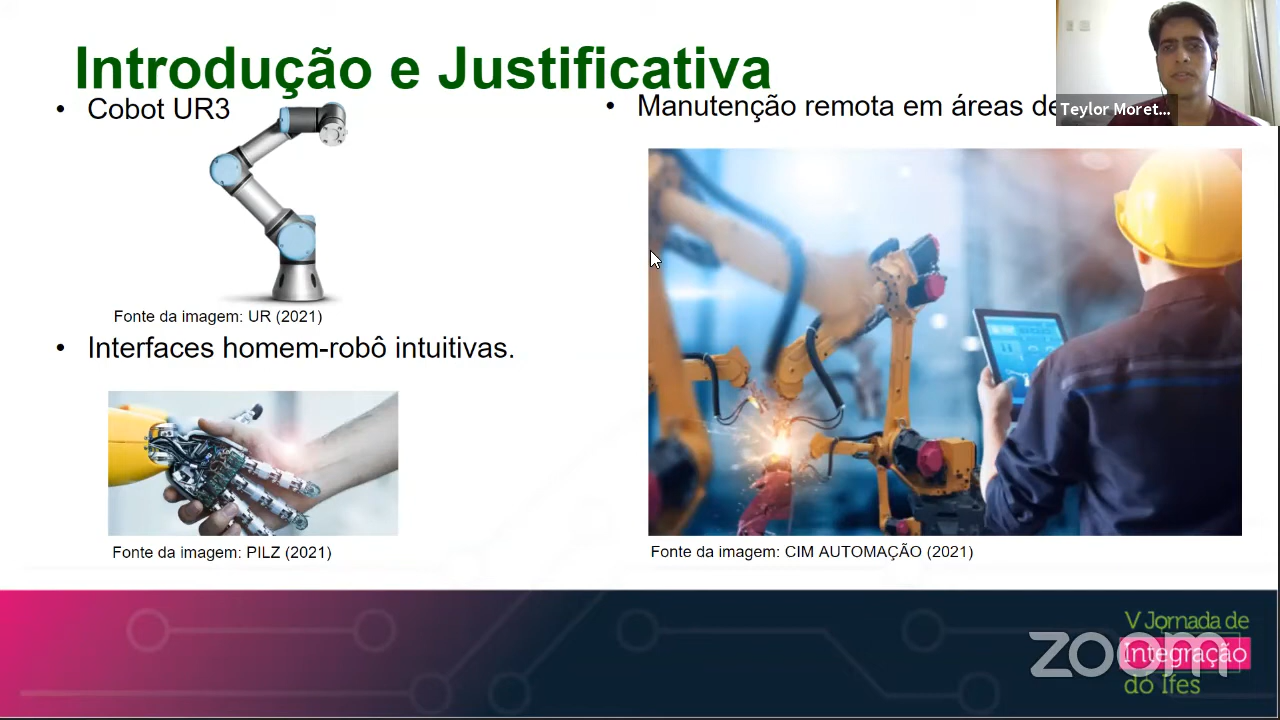 Introdução e Justificativa
• Cobot UR3
Fonte da imagem: UR (2021)
• Interfaces homem-robô intuitivas.
Fonte da imagem: PILZ (2021)
• Manutenção remota em áreas de
Fonte da imagem: CIM AUTOMAÇÃO (2021)
Teylor Moret...
V Jornada de
Integração
do Ifes
zoom